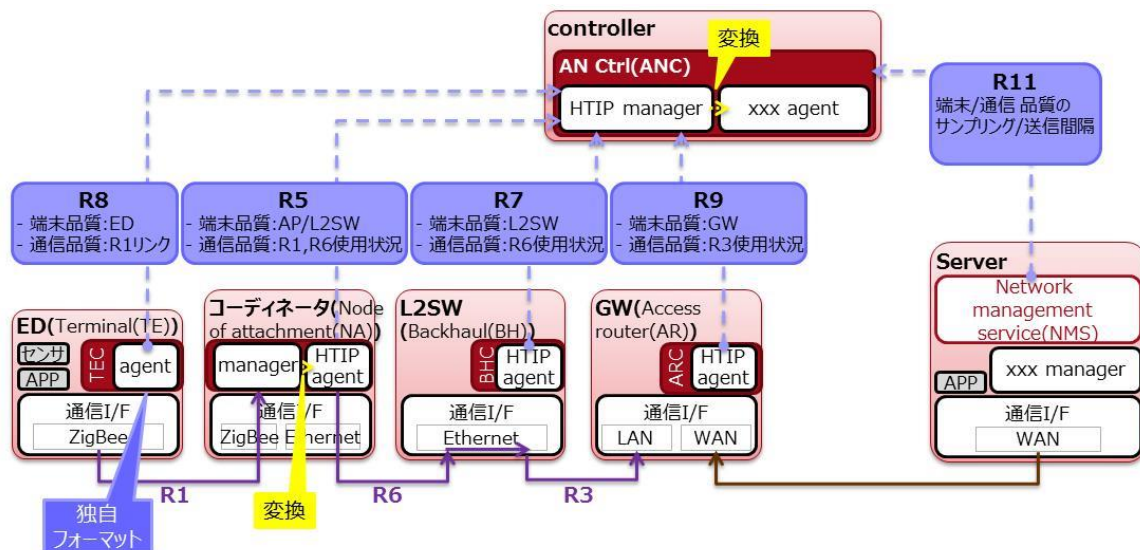 controller
変換
AN Ctrl(ANC)
HTIP manager
xxx agent
R11
端末/通信 品質の
サンプリング/送信間隔
R8
- 端末品質:ED
- 通信品質:R1リンク
R5
- 端末品質:AP/L2SW
- 通信品質:R1,R6使用状況
R7
- 端末品質:L2SW
- 通信品質:R6使用状況
R9
- 端末品質:GW
- 通信品質:R3使用状況
ED(Terminal(TE))
センサ
APP
TEC
agent
通信I/F
ZigBee
コーディネータ(Node
of attachment(NA))
manager
HTIP
agent
通信I/F
ZigBee
Ethernet
L2SW
(Backhaul(BH))
BHC
HTIP
agent
通信I/F
Ethernet
GW(Access
router(AR))
ARC
HTIP
agent
通信I/F
LAN
WAN
Server
Network
management
service(NMS)
APP
xxx manager
通信I/F
WAN
R1
R6
R3
独自
フォーマット
変換